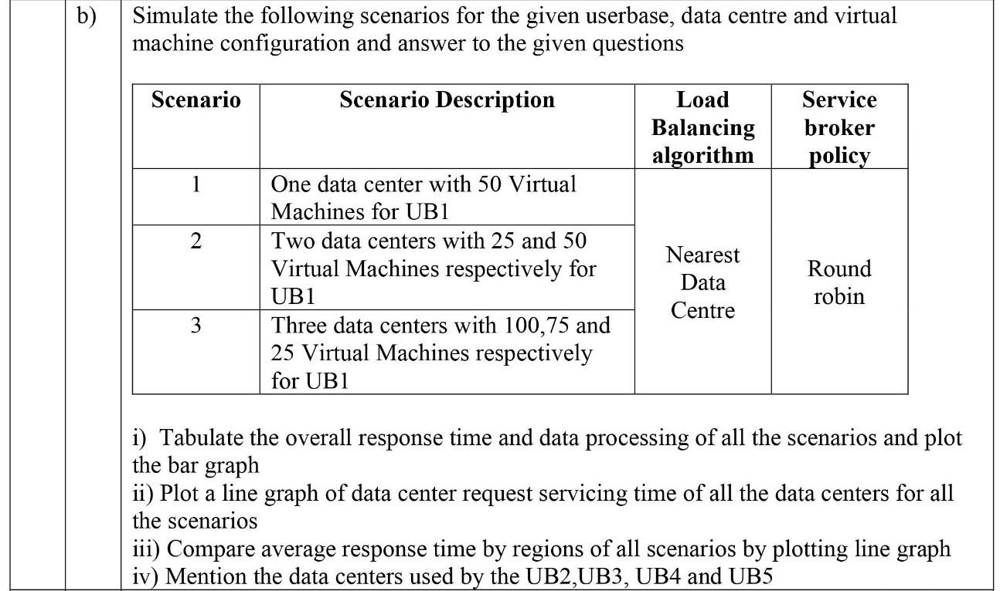 b)
Simulate the following scenarios for the given userbase, data centre and virtual
machine configuration and answer to the given questions
Scenario
Scenario Description
Load
Balancing
algorithm
Service
broker
policy
1
One data center with 50 Virtual
Machines for UB1
2
Two data centers with 25 and 50
Virtual Machines respectively for
UB1
3
Three data centers with 100,75 and
25 Virtual Machines respectively
for UB1
Nearest
Data
Centre
Round
robin
i) Tabulate the overall response time and data processing of all the scenarios and plot
the bar graph
ii) Plot a line graph of data center request servicing time of all the data centers for all
the scenarios
iii) Compare average response time by regions of all scenarios by plotting line graph
iv) Mention the data centers used by the UB2,UB3, UB4 and UB5